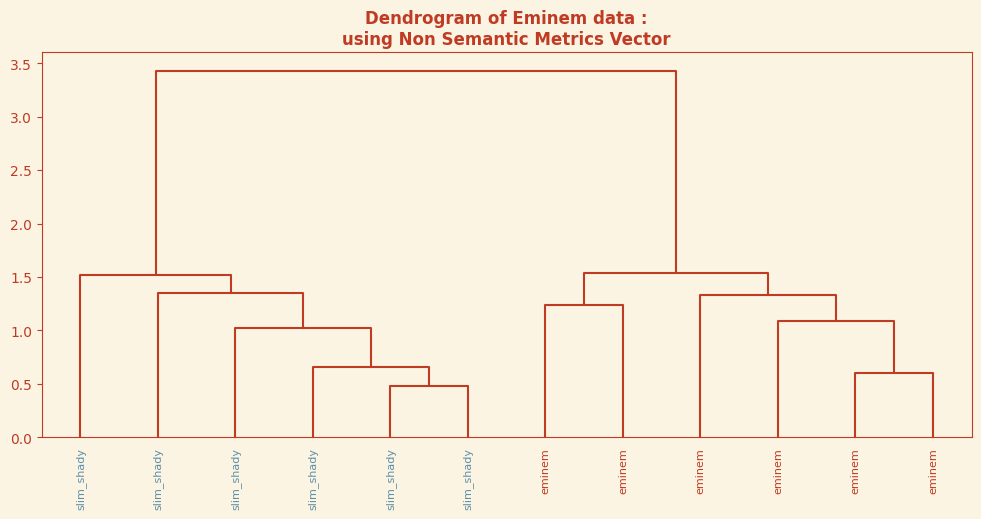 Dendrogram of Eminem data :
using Non Semantic Metrics Vector
3.5
3.0
2.5
2.0
1.5
1.0
0.5
0.0
slim_shady
slim_shady
slim_shady
slim_shady
slim_shady
slim_shady
eminem
eminem
eminem
eminem
eminem
eminem